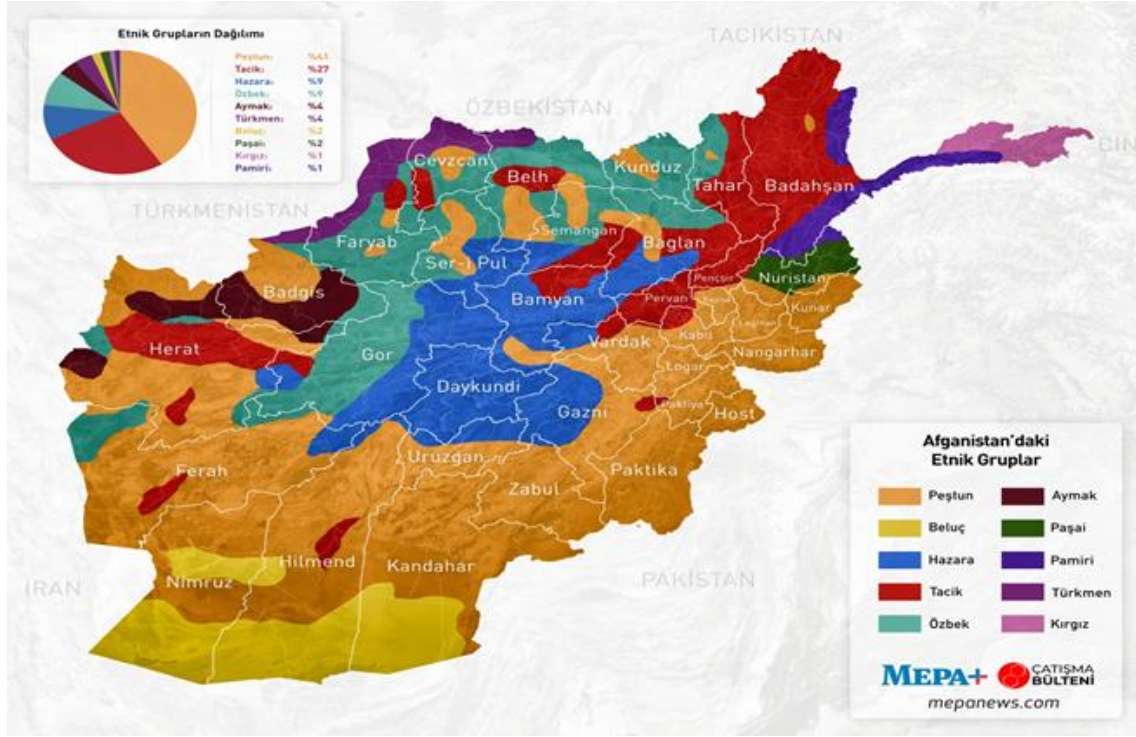 Etnik Grupların Dağılımı
Peştun: %41
Tacik: %27
Hazara: %9
Özbek: %9
Aymak: %4
Türkmen: %4
Beluç: %2
Paşai: %2
Kırgız: %1
Pamiri: %1
TACİKİSTAN
ÖZBEKİSTAN
ÇİN
TÜRKMENİSTAN
Cevzcan
Belh
Kunduz
Tahar
Badahşan
Faryab
Ser-i Pul
Semangan
Baglan
Badgis
Bamyan
Pençşir
Nuristan
Pervan
Kunar
Herat
Gor
Vardak
Kabil
Nangarhar
Logar
Daykundi
Gazni
Paktiya
Host
Ferah
Uruzgan
Zabul
Paktika
Nimruz
Hilmend
Kandahar
İRAN
PAKİSTAN
Afganistan'daki
Etnik Gruplar
Peştun Aymak
Beluç Paşai
Hazara Pamiri
Tacik Türkmen
Özbek Kırgız
MEPA+ ÇATIŞMA
BÜLTENİ
mepanews.com